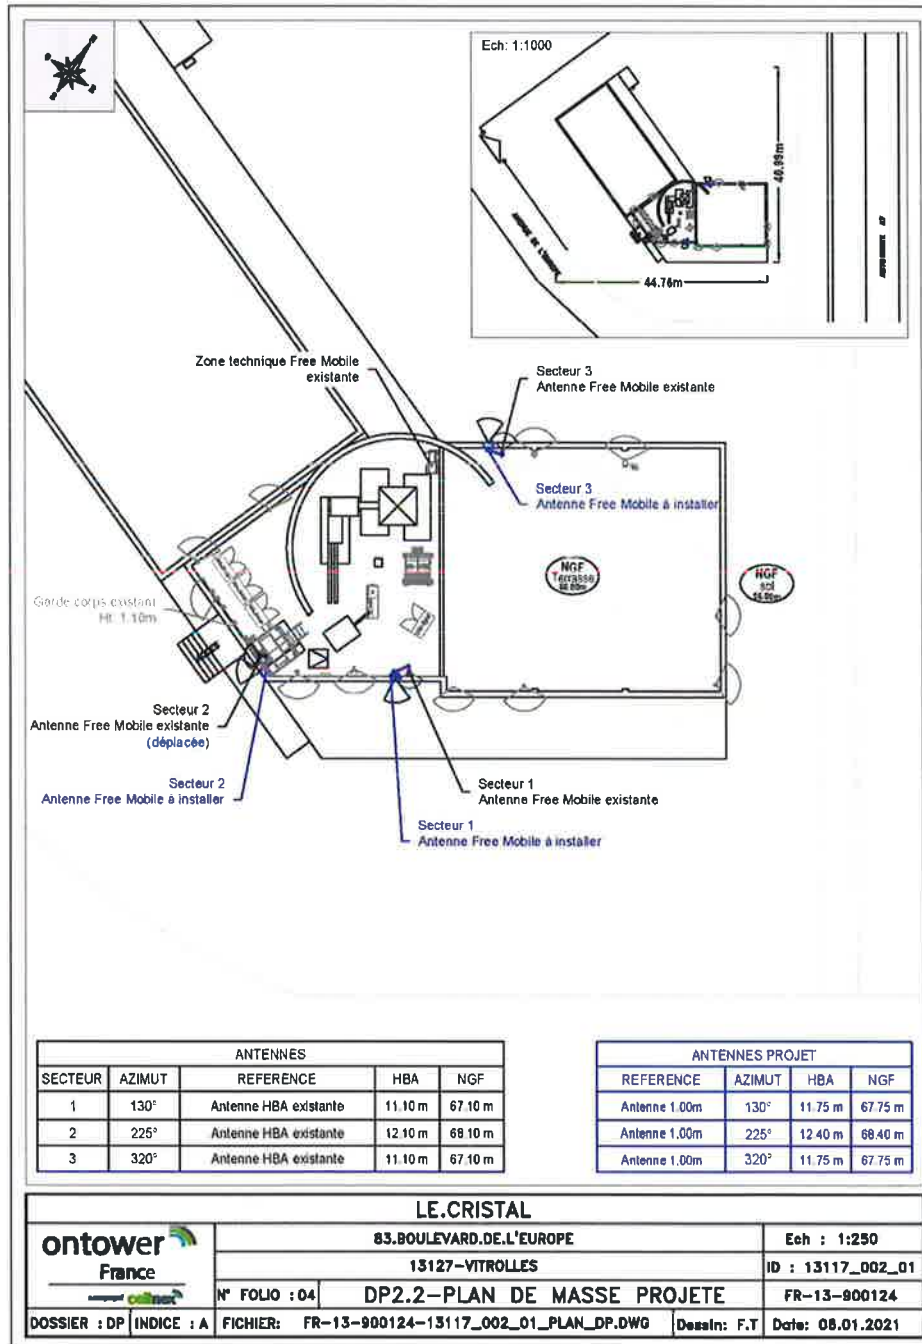 Ech: 1:1000
40.99m
AVENUE DE L'EUROPE
44.76m
AUTOROUTE A7
Zone technique Free Mobile
existante
Secteur 3
Antenne Free Mobile existante
Secteur 3
Antenne Free Mobile à installer
NGF
Terrasse
NGF
sol
Garde corps existant
Ht: 1.10m
Secteur 2
Antenne Free Mobile existante
(déplacée)
Secteur 2
Antenne Free Mobile à installer
Secteur 1
Antenne Free Mobile existante
Secteur 1
Antenne Free Mobile à installer
ANTENNES
SECTEUR AZIMUT REFERENCE HBA NGF
1 130° Antenne HBA existante 11.10 m 67.10 m
2 225° Antenne HBA existante 12.10 m 68.10 m
3 320° Antenne HBA existante 11.10 m 67.10 m
ANTENNES PROJET
REFERENCE AZIMUT HBA NGF
Antenne 1.00m 130° 11.75 m 67.75 m
Antenne 1.00m 225° 12.40 m 68.40 m
Antenne 1.00m 320° 11.75 m 67.75 m
LE.CRISTAL
ontower
France
cellnex
83.BOULEVARD.DE.L'EUROPE
Ech : 1:250
13127-VITROLLES
ID : 13117_002_01
N° FOLIO :04
DP2.2-PLAN DE MASSE PROJETE
FR-13-900124
DOSSIER : DP INDICE : A FICHIER: FR-13-900124-13117_002_01_PLAN_DP.DWG Dessin: F.T Date: 08.01.2021